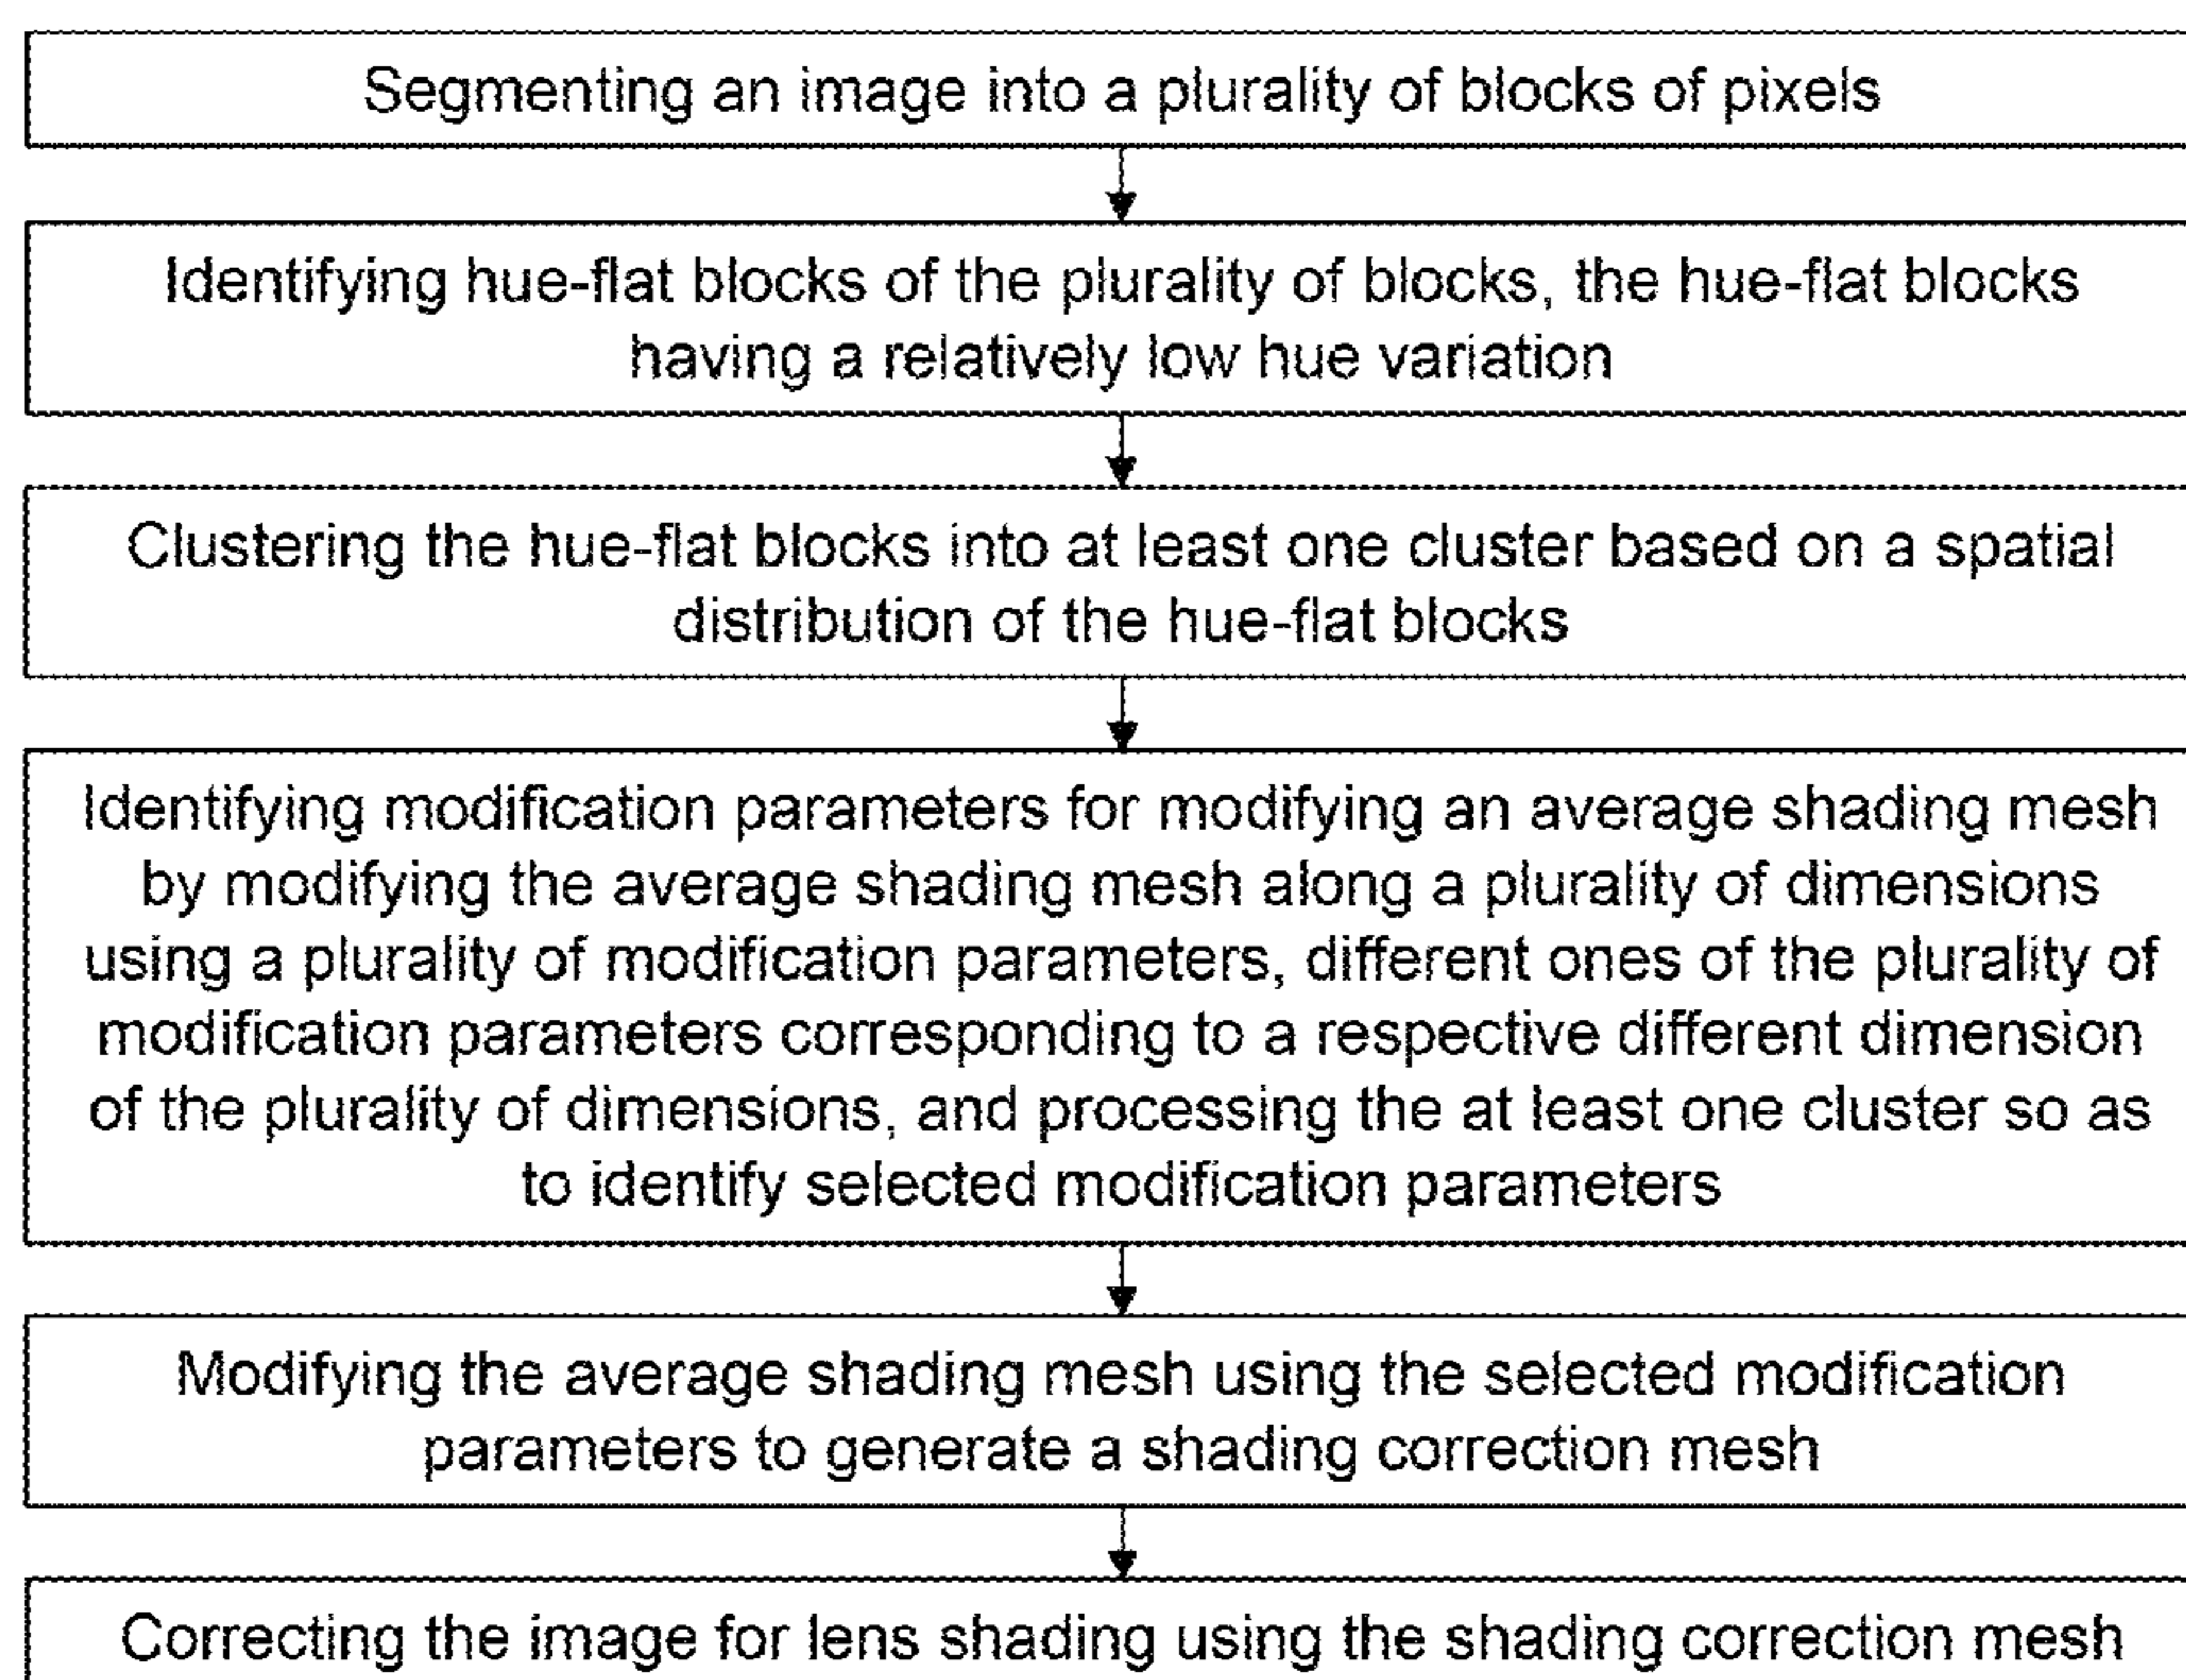 Segmenting an image into a plurality of blocks of pixels
Identifying hue-flat blocks of the plurality of blocks, the hue-flat blocks
having a relatively low hue variation
Clustering the hue-flat blocks into at least one cluster based on a spatial
distribution of the hue-flat blocks
Identifying modification parameters for modifying an average shading mesh
by modifying the average shading mesh along a plurality of dimensions
using a plurality of modification parameters, different ones of the plurality of
modification parameters corresponding to a respective different dimension
of the plurality of dimensions, and processing the at least one cluster so as
to identify selected modification parameters
Modifying the average shading mesh using the selected modification
parameters to generate a shading correction mesh
Correcting the image for lens shading using the shading correction mesh